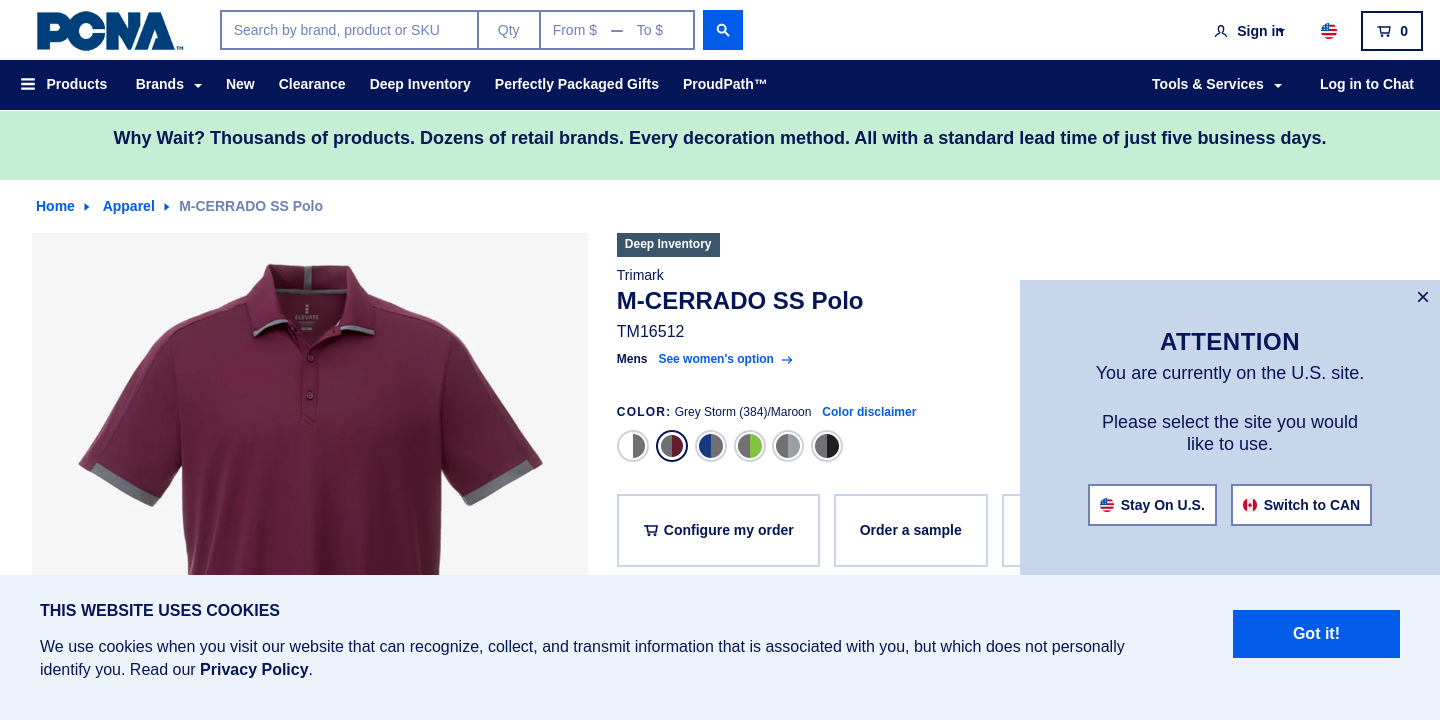 PCNA™
Search by brand, product or SKU
Qty
From $ — To $
Sign in
0
Products
Brands
New
Clearance
Deep Inventory
Perfectly Packaged Gifts
ProudPath™
Tools & Services
Log in to Chat
Why Wait? Thousands of products. Dozens of retail brands. Every decoration method. All with a standard lead time of just five business days.
Home
Apparel
M-CERRADO SS Polo
ELEVATE
Deep Inventory
Trimark
M-CERRADO SS Polo
TM16512
Mens See women's option
COLOR: Grey Storm (384)/Maroon Color disclaimer
Configure my order
Order a sample
ATTENTION
You are currently on the U.S. site.
Please select the site you would
like to use.
Stay On U.S.
Switch to CAN
THIS WEBSITE USES COOKIES
We use cookies when you visit our website that can recognize, collect, and transmit information that is associated with you, but which does not personally
identify you. Read our Privacy Policy.
Got it!